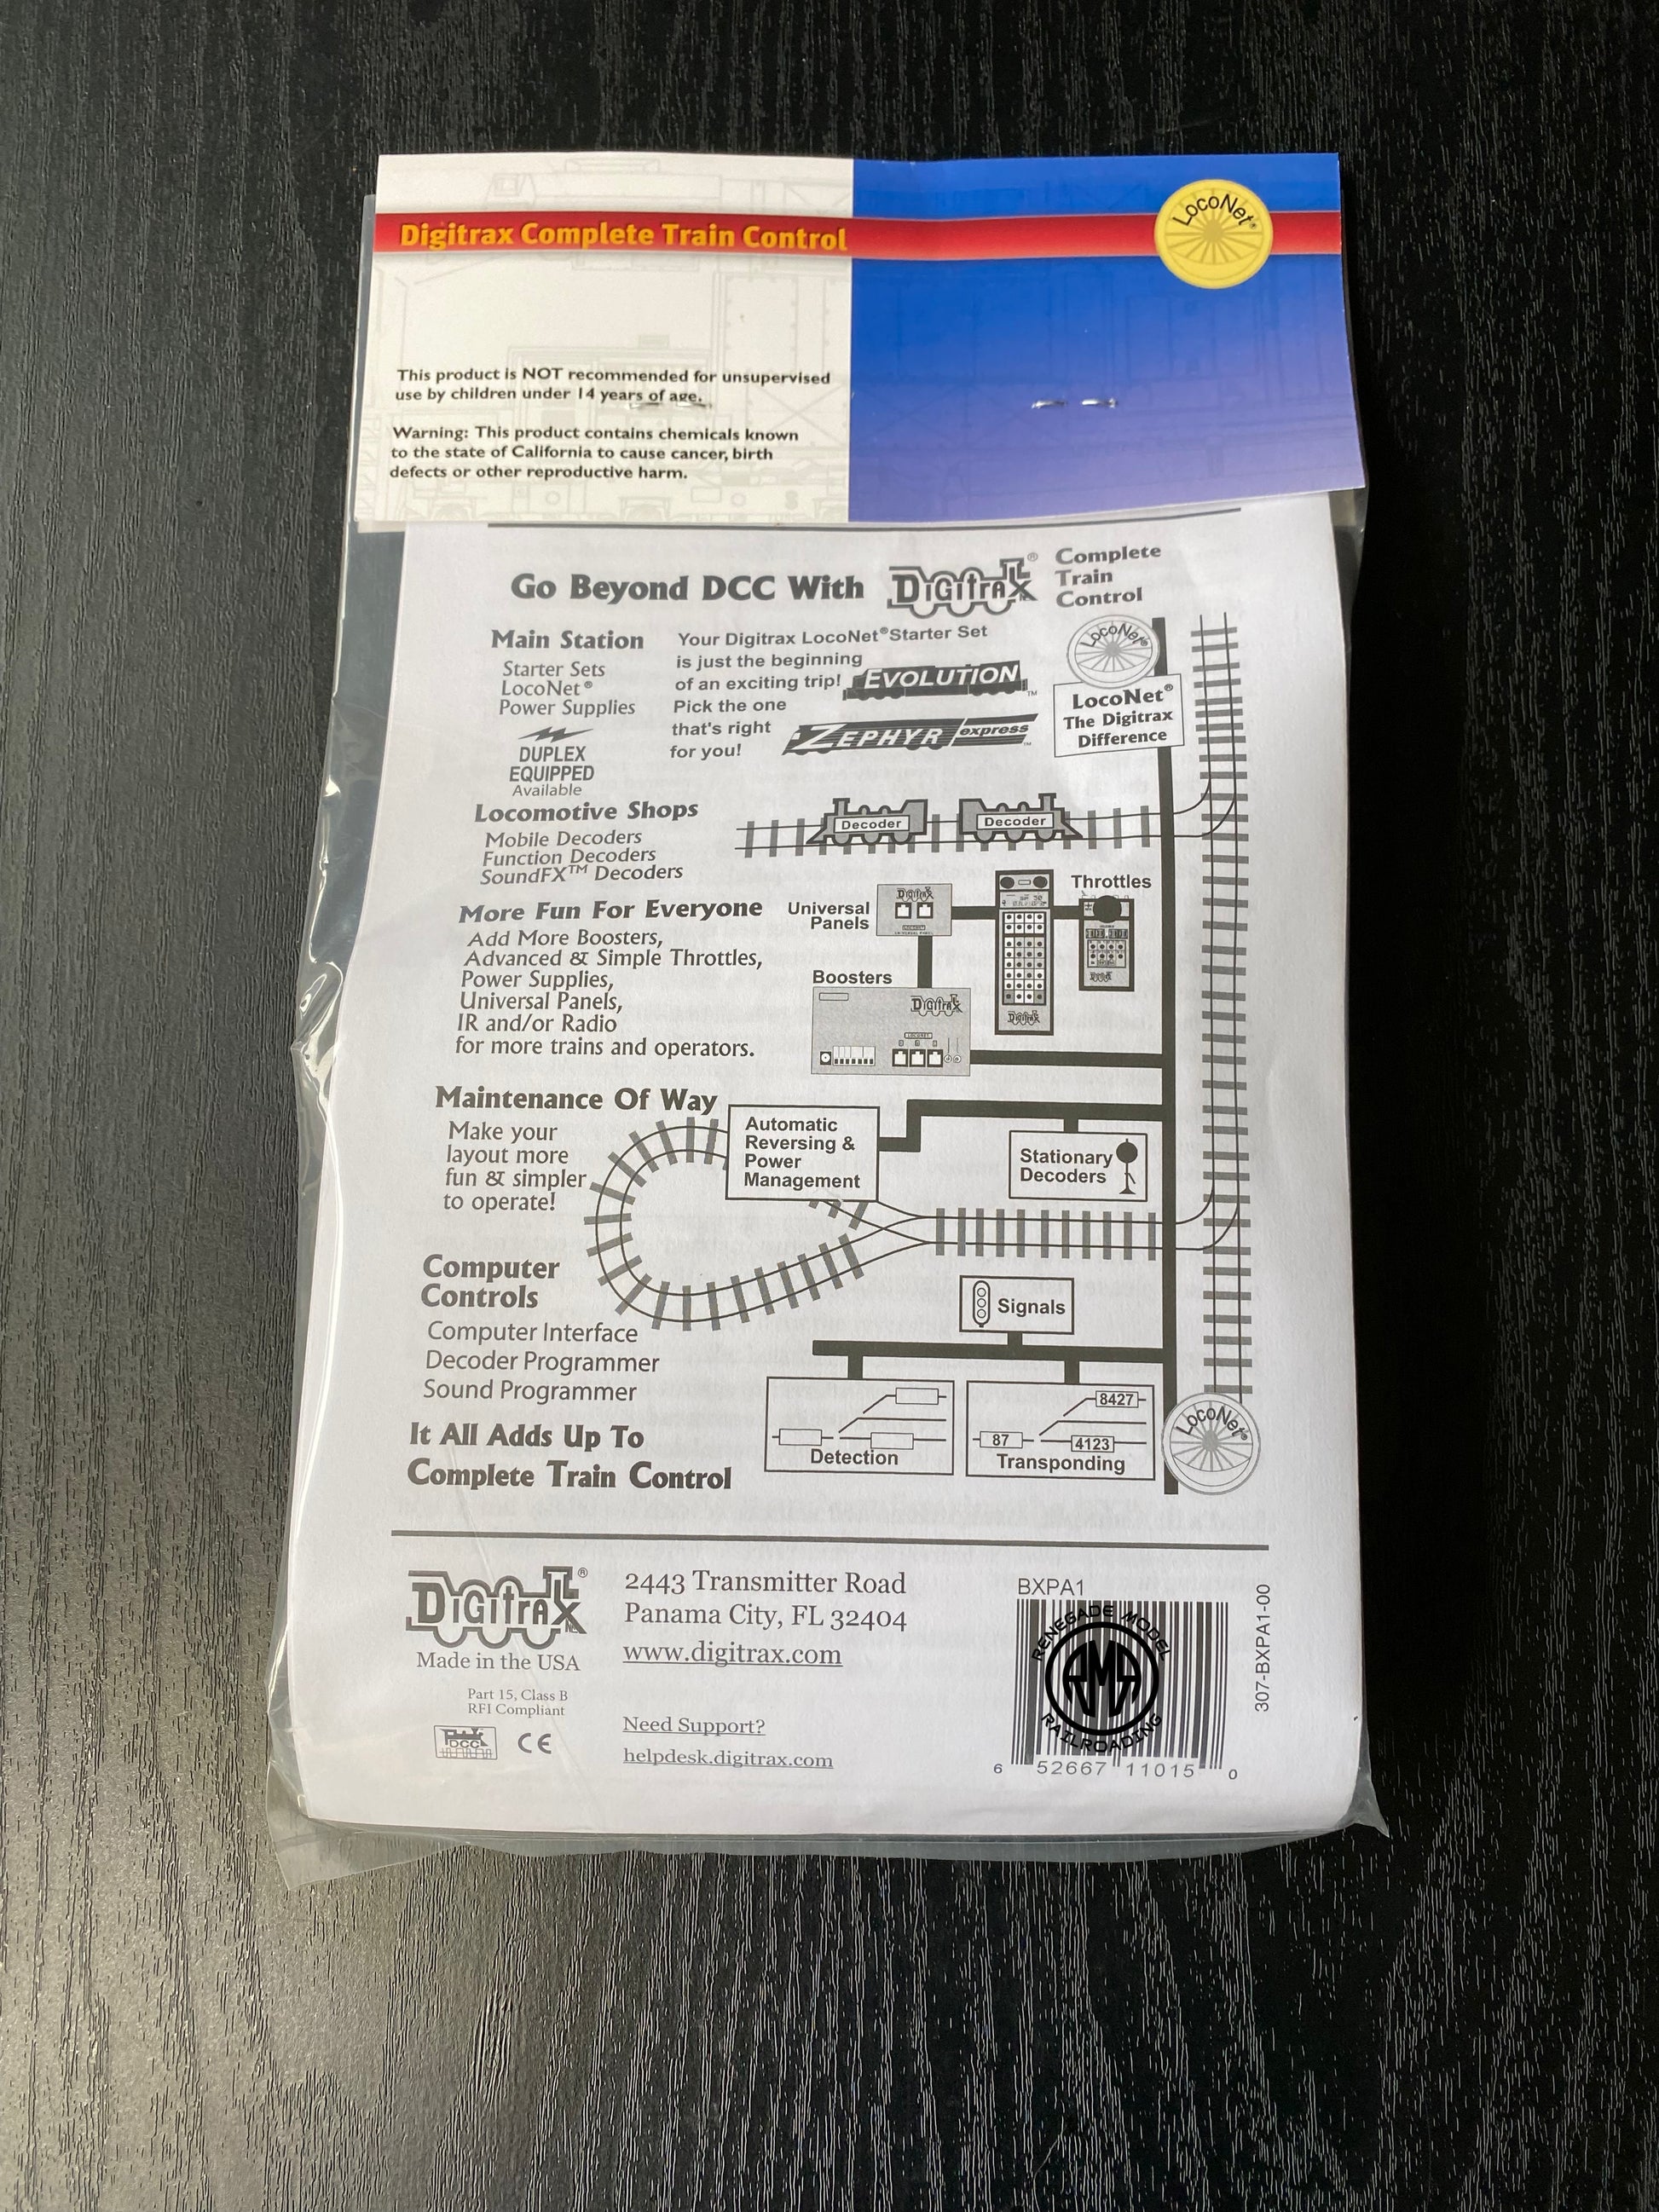 Digitrax Complete Train Control
LocoNet®
This product is NOT recommended for unsupervised
use by children under 14 years of age.
Warning: This product contains chemicals known
to the state of California to cause cancer, birth
defects or other reproductive harm.
Go Beyond DCC With DigitraX®
Complete
Train
Control
Main Station
Starter Sets
LocoNet®
Power Supplies
DUPLEX
EQUIPPED
Available
Your Digitrax LocoNet® Starter Set
is just the beginning
of an exciting trip!
Pick the one
that's right
for you!
EVOLUTION™
ZEPHYR express™
LocoNet®
LocoNet®
The Digitrax
Difference
Locomotive Shops
Mobile Decoders
Function Decoders
SoundFX™ Decoders
Decoder
Decoder
More Fun For Everyone
Add More Boosters,
Advanced & Simple Throttles,
Power Supplies,
Universal Panels,
IR and/or Radio
for more trains and operators.
Universal
Panels
DigitraX
Throttles
Boosters
DigitraX
DigitraX
DigitraX
Maintenance Of Way
Make your
layout more
fun & simpler
to operate!
Automatic
Reversing &
Power
Management
Stationary
Decoders
Computer
Controls
Computer Interface
Decoder Programmer
Sound Programmer
Signals
It All Adds Up To
Complete Train Control
Detection
8427
87
4123
Transponding
LocoNet®
DigitraX®
Made in the USA
Part 15, Class B
RFI Compliant
DCC
CE
2443 Transmitter Road
Panama City, FL 32404
www.digitrax.com
Need Support?
helpdesk.digitrax.com
BXPA1
RENEGADE MODEL
RMR
RAILROADING
6 52667 11015 0
307-BXPA1-00